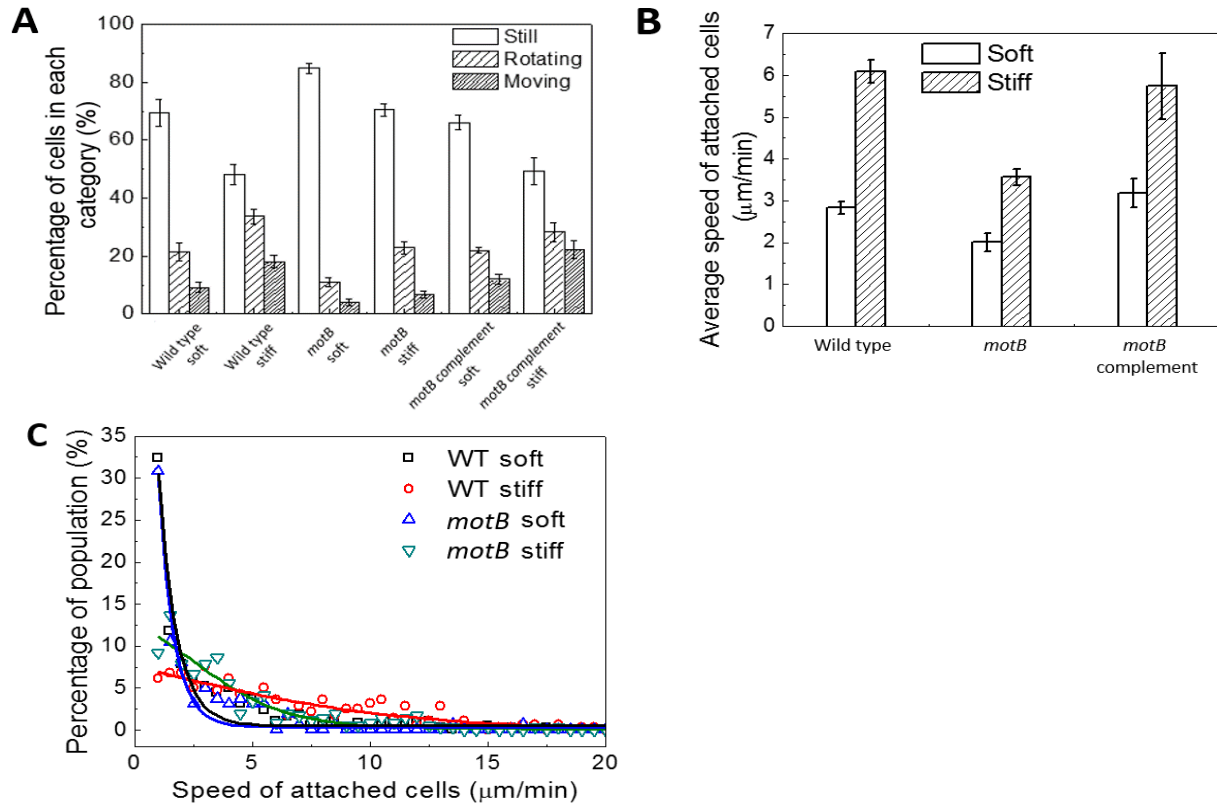 A
Percentage of cells in each
category (%)
100
80
60
40
20
0
Still
Rotating
Moving
Wild type
soft
Wild type
stiff
motB
soft
motB
stiff
motB complement
soft
motB complement
stiff
B
Average speed of attached cells
(μm/min)
7
6
5
4
3
2
1
0
Soft
Stiff
Wild type
motB
motB
complement
C
Percentage of population (%)
35
30
25
20
15
10
5
0
WT soft
WT stiff
motB soft
motB stiff
5
10
15
20
Speed of attached cells (μm/min)